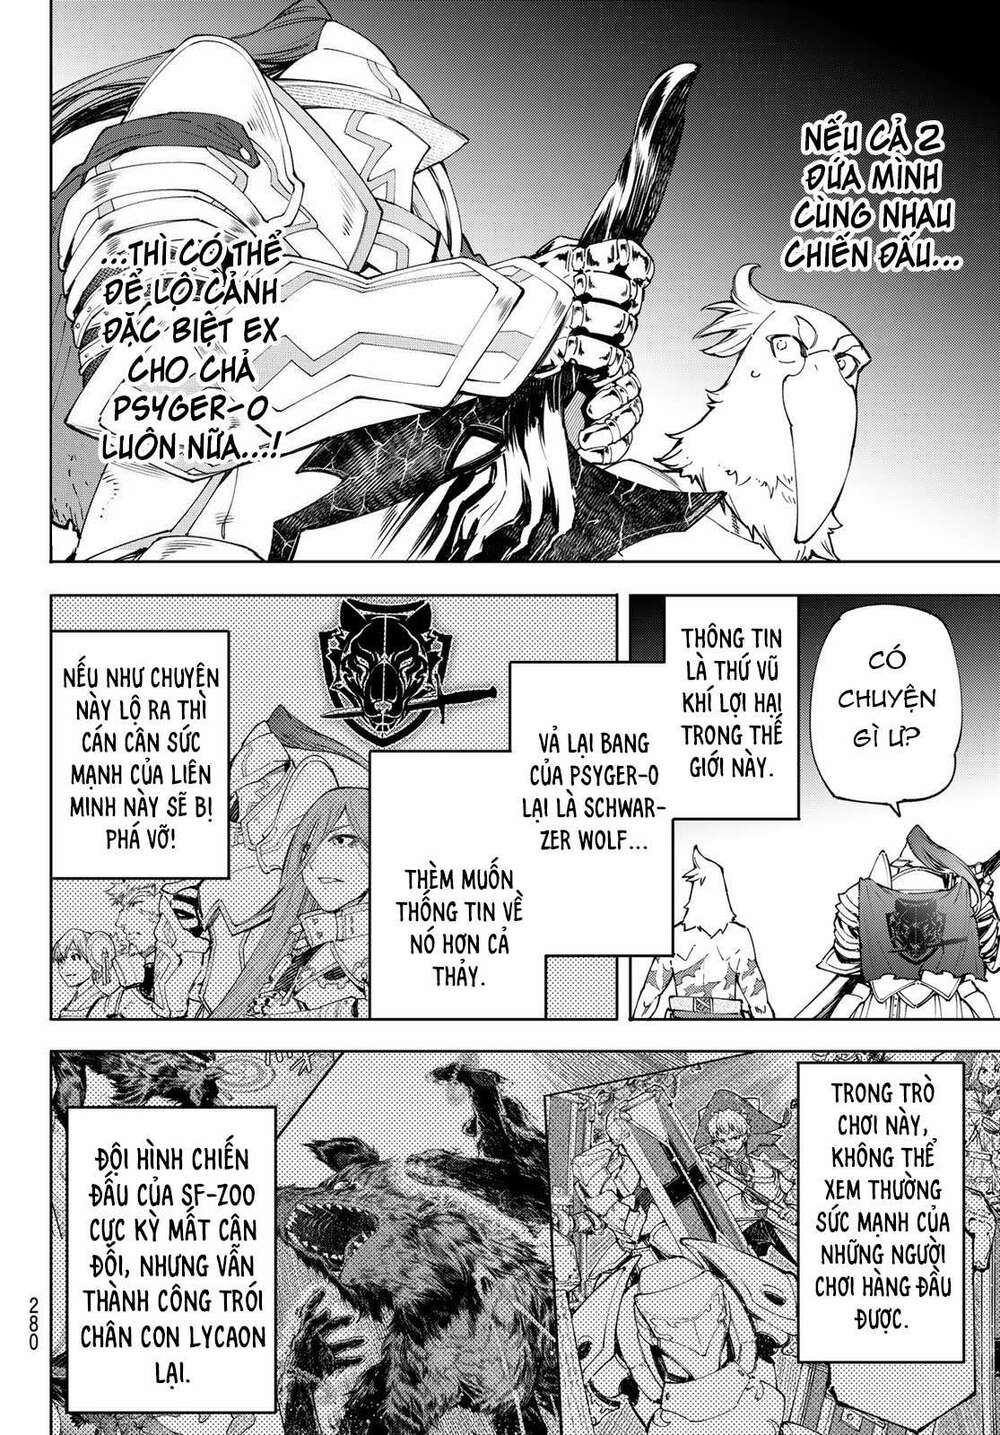 NẾU CẢ 2
ĐỨA MÌNH
CÙNG NHAU
CHIẾN ĐẤU...
...THÌ CÓ THỂ
ĐỂ LỘ CẢNH
ĐẶC BIỆT EX
CHO CHẢ
PSYGER-0
LUÔN NỮA...!
CÓ
CHUYỆN
GÌ Ư?
THÔNG TIN
LÀ THỨ VŨ
KHÍ LỢI HẠI
TRONG THẾ
GIỚI NÀY.
VẢ LẠI BANG
CỦA PSYGER-0
LẠI LÀ SCHWAR-
ZER WOLF...
THÈM MUỐN
THỐNG TIN VỀ
NÓ HƠN CẢ
THẢY.
NẾU NHƯ CHUYỆN
NÀY LỘ RA THÌ
CÁN CÂN SỨC
MẠNH CỦA LIÊN
MINH NÀY SẼ BỊ
PHÁ VỠ!
TRONG TRÒ
CHƠI NÀY,
KHÔNG THỂ
XEM THƯỜNG
SỨC MẠNH CỦA
NHỮNG NGƯỜI
CHƠI HÀNG ĐẦU
ĐƯỢC.
ĐỘI HÌNH CHIẾN
ĐẤU CỦA SF-ZOO
CỰC KỲ MẤT CÂN
ĐỐI, NHƯNG VẪN
THÀNH CÔNG TRÓI
CHÂN CON LYCAON
LẠI.
280